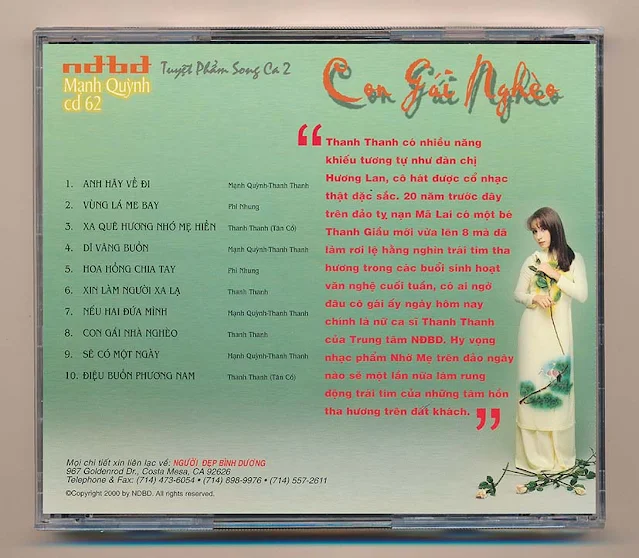 ndbd
Mạnh Quỳnh
cd 62
Tuyệt Phẩm Song Ca 2
Con Gái Nghèo
1. ANH HÃY VỀ ĐI Mạnh Quỳnh-Thanh Thanh
2. VÙNG LÁ ME BAY Phi Nhung
3. XA QUÊ HƯƠNG NHỚ MẸ HIỀN Thanh Thanh (Tân Cổ)
4. DĨ VÃNG BUỒN Mạnh Quỳnh-Thanh Thanh
5. HOA HỒNG CHIA TAY Phi Nhung
6. XIN LÀM NGƯỜI XA LẠ Thanh Thanh
7. NẾU HAI ĐỨA MÌNH Mạnh Quỳnh-Thanh Thanh
8. CON GÁI NHÀ NGHÈO Thanh Thanh
9. SẼ CÓ MỘT NGÀY Mạnh Quỳnh-Thanh Thanh
10. ĐIỆU BUỒN PHƯƠNG NAM Thanh Thanh (Tân Cổ)
“ Thanh Thanh có nhiều năng
khiếu tương tự như đàn chị
Hương Lan, cô hát được cổ nhạc
thật đặc sắc. 20 năm trước đây
trên đảo tỵ nạn Mã Lai có một bé
Thanh Giầu mới vừa lên 8 mà đã
làm rơi lệ hằng nghìn trái tim tha
hương trong các buổi sinh hoạt
văn nghệ cuối tuần, có ai ngờ
đâu cô gái ấy ngày hôm nay
chính là nữ ca sĩ Thanh Thanh
của Trung tâm NĐBD. Hy vọng
nhạc phẩm Nhớ Mẹ trên đảo ngày
nào sẽ một lần nữa làm rung
động trái tim của những tâm hồn
tha hương trên đất khách. ”
Mọi chi tiết xin liên lạc về: NGƯỜI ĐẸP BÌNH DƯƠNG
967 Goldenrod Dr., Costa Mesa, CA 92626
Telephone & Fax: (714) 473-6054 • (714) 898-9976 • (714) 557-2611
©Copyright 2000 by NDBD. All rights reserved.